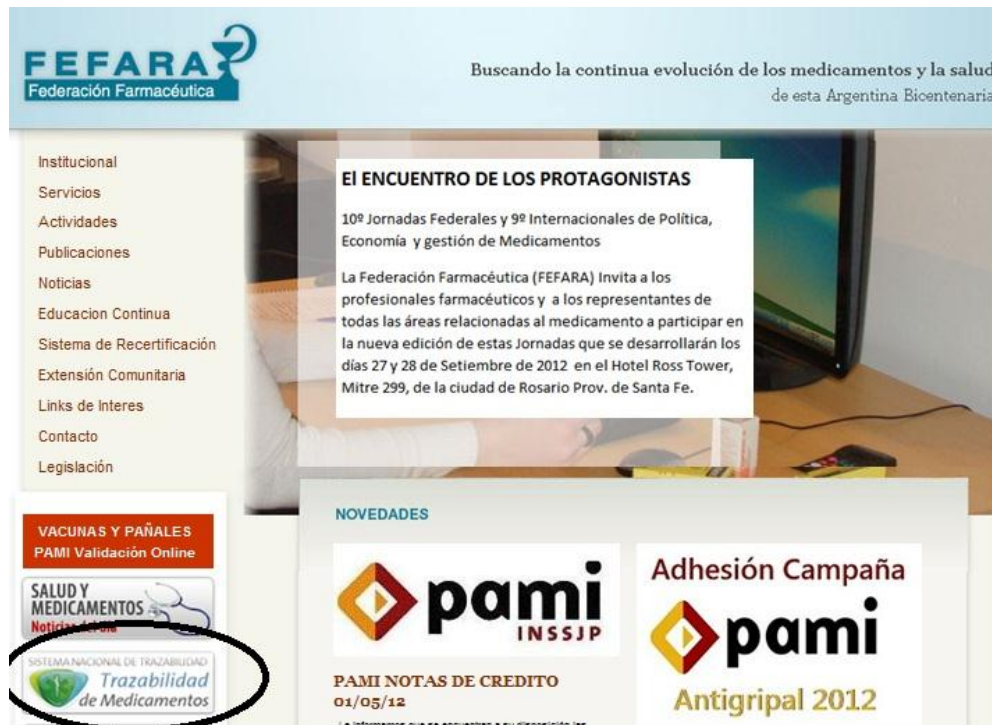 FEFARA
Federación Farmacéutica
Buscando la continua evolución de los medicamentos y la salud
de esta Argentina Bicentenaria
Institucional
Servicios
Actividades
Publicaciones
Noticias
Educacion Continua
Sistema de Recertificación
Extensión Comunitaria
Links de Interes
Contacto
Legislación
El ENCUENTRO DE LOS PROTAGONISTAS
10º Jornadas Federales y 9º Internacionales de Política,
Economía y gestión de Medicamentos
La Federación Farmacéutica (FEFARA) Invita a los
profesionales farmacéuticos y a los representantes de
todas las áreas relacionadas al medicamento a participar en
la nueva edición de estas Jornadas que se desarrollarán los
días 27 y 28 de Setiembre de 2012 en el Hotel Ross Tower,
Mitre 299, de la ciudad de Rosario Prov. de Santa Fe.
VACUNAS Y PAÑALES
PAMI Validación Online
SALUD Y
MEDICAMENTOS
Noticias del día
SISTEMA NACIONAL DE TRAZABILIDAD
Trazabilidad
de Medicamentos
NOVEDADES
pami
INSSJP
PAMI NOTAS DE CREDITO
01/05/12
Adhesión Campaña
pami
Antigripal 2012